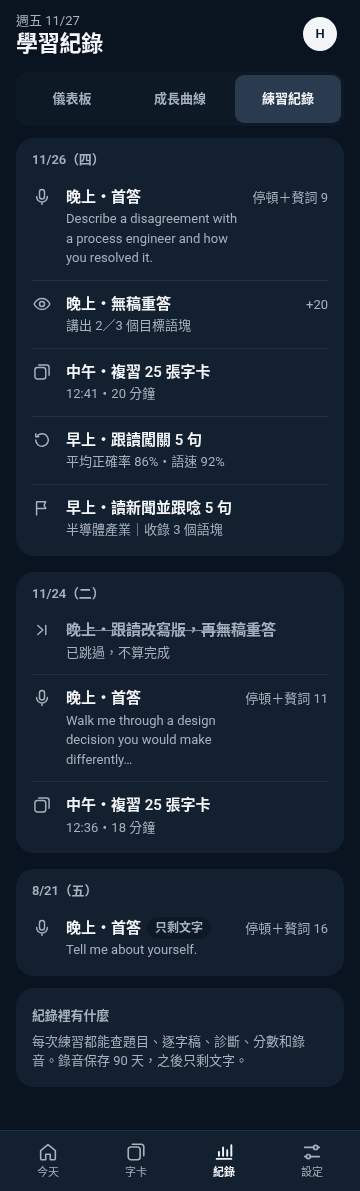 週五 11/27
學習紀錄
H
儀表板
成長曲線
練習紀錄
11/26（四）
晚上・首答
停頓＋贅詞 9
Describe a disagreement with
a process engineer and how
you resolved it.
晚上・無稿重答
+20
講出 2／3 個目標語塊
中午・複習 25 張字卡
12:41・20 分鐘
早上・跟讀闖關 5 句
平均正確率 86%・語速 92%
早上・讀新聞並跟唸 5 句
半導體產業｜收錄 3 個語塊
11/24（二）
晚上・跟讀改寫版，再無稿重答
已跳過，不算完成
晚上・首答
停頓＋贅詞 11
Walk me through a design
decision you would make
differently…
中午・複習 25 張字卡
12:36・18 分鐘
8/21（五）
晚上・首答
只剩文字
停頓＋贅詞 16
Tell me about yourself.
紀錄裡有什麼
每次練習都能查題目、逐字稿、診斷、分數和錄
音。錄音保存 90 天，之後只剩文字。
今天
字卡
紀錄
設定